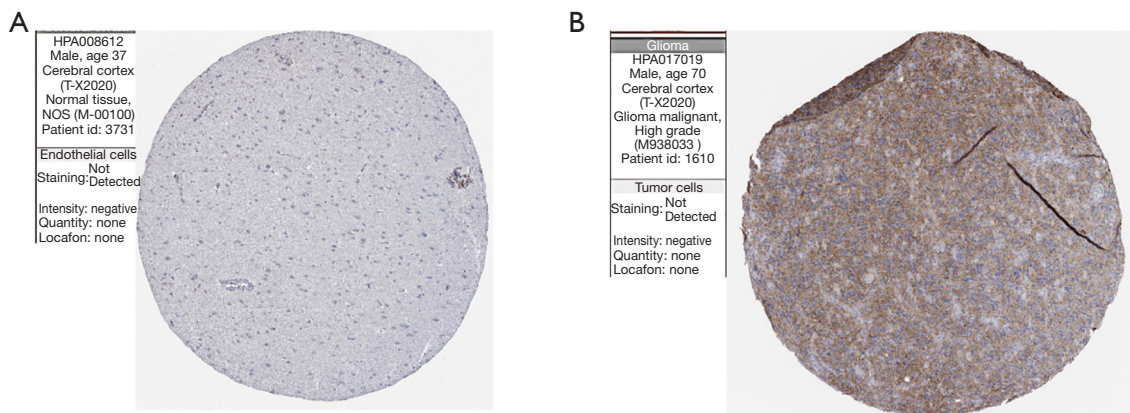 A
HPA008612
Male, age 37
Cerebral cortex
(T-X2020)
Normal tissue,
NOS (M-00100)
Patient id: 3731
Endothelial cells
Staining: Not
Detected
Intensity: negative
Quantity: none
Locafon: none
B
Glioma
HPA017019
Male, age 70
Cerebral cortex
(T-X2020)
Glioma malignant,
High grade
(M938033 )
Patient id: 1610
Tumor cells
Staining: Not
Detected
Intensity: negative
Quantity: none
Locafon: none